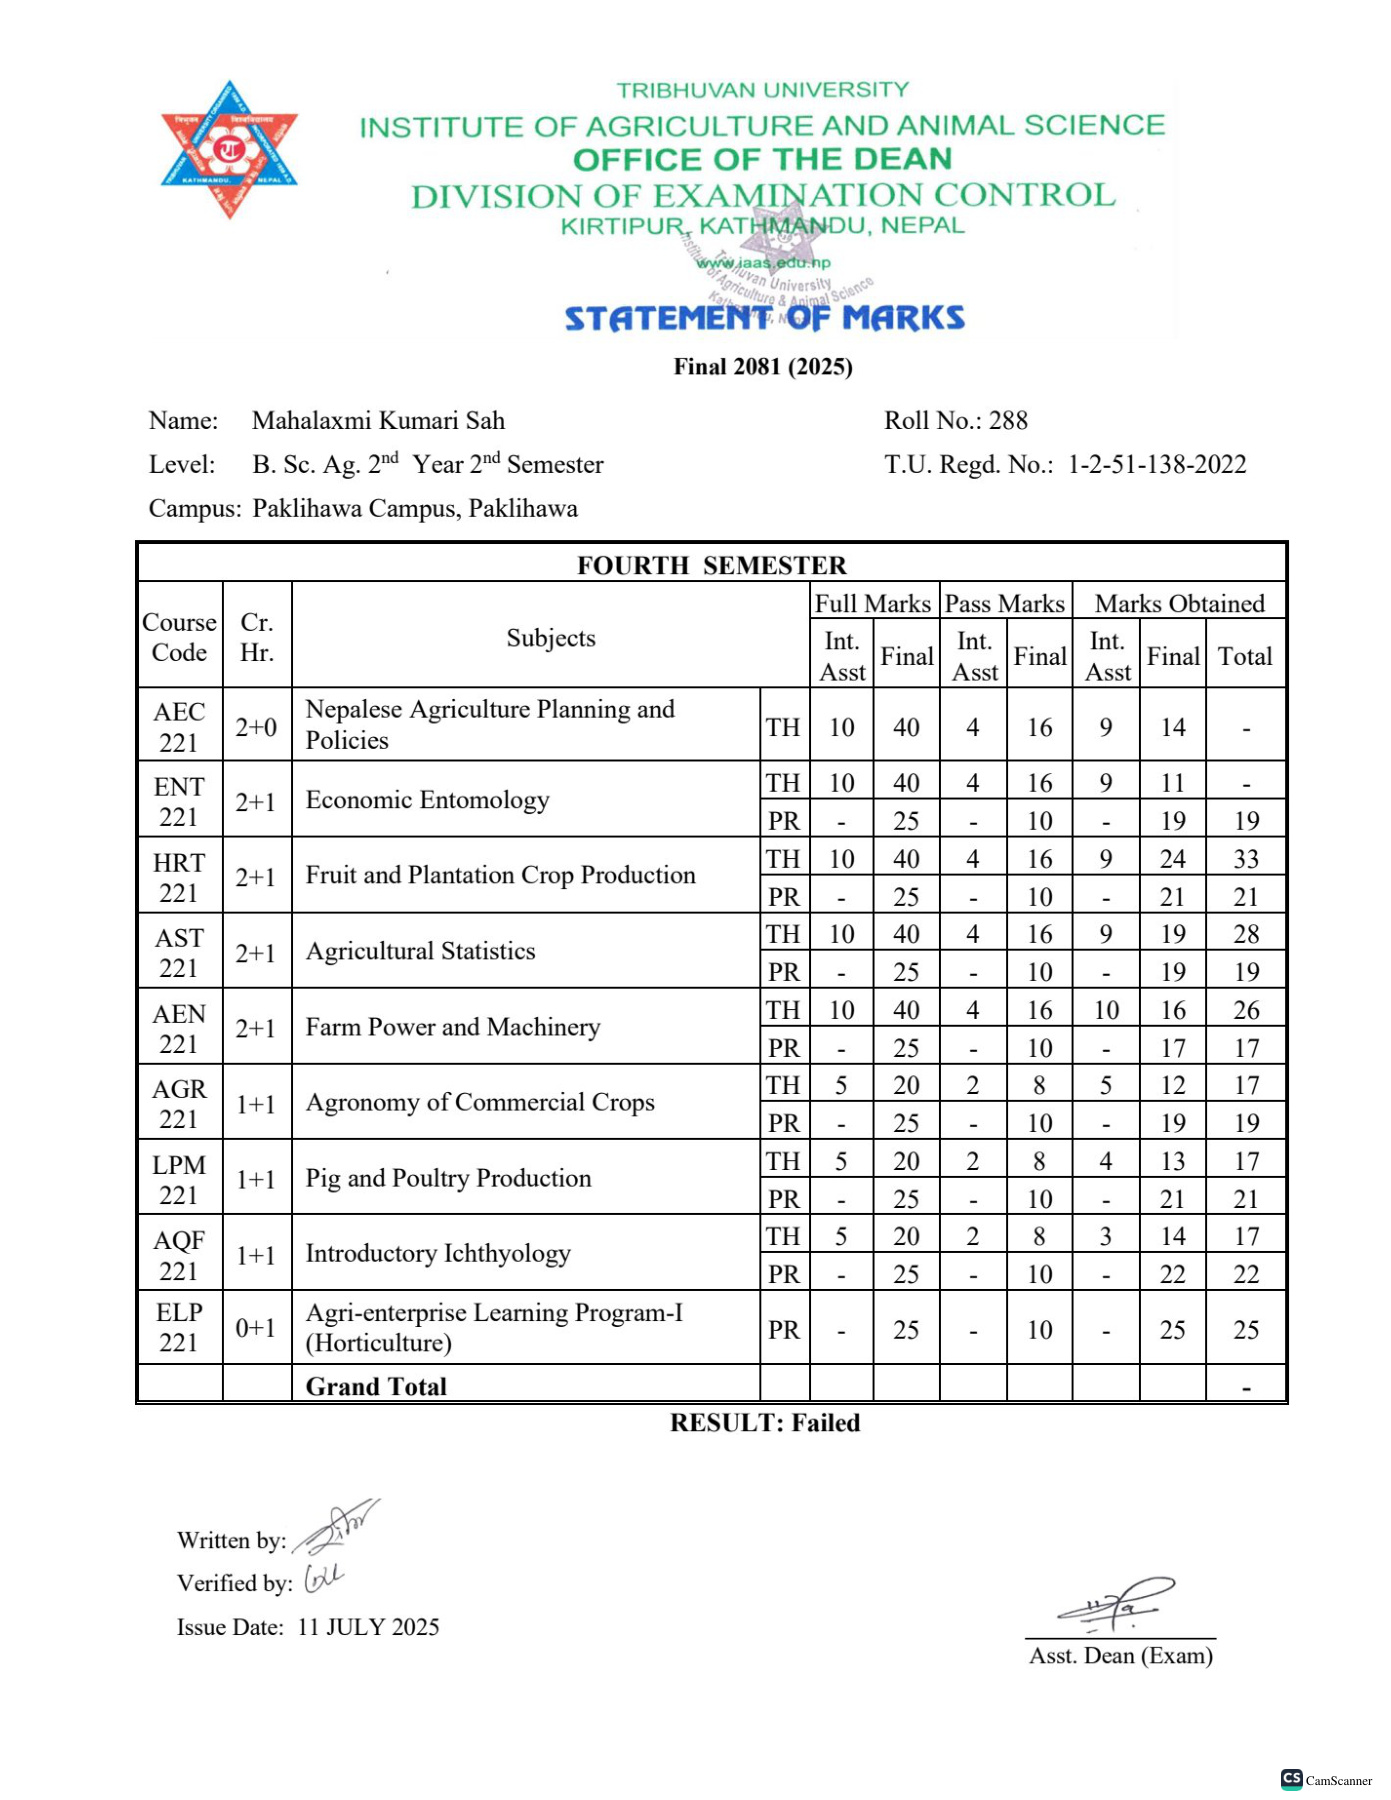 TRIBHUVAN UNIVERSITY
INSTITUTE OF AGRICULTURE AND ANIMAL SCIENCE
OFFICE OF THE DEAN
DIVISION OF EXAMINATION CONTROL
KIRTIPUR, KATHMANDU, NEPAL
www.iaas.edu.np
Tribhuvan University
Institute of Agriculture & Animal Science
Kathmandu, Nepal
STATEMENT OF MARKS
Final 2081 (2025)
Name: Mahalaxmi Kumari Sah Roll No.: 288
Level: B. Sc. Ag. 2nd Year 2nd Semester T.U. Regd. No.: 1-2-51-138-2022
Campus: Paklihawa Campus, Paklihawa
FOURTH SEMESTER
Course Code Cr. Hr. Subjects Full Marks Pass Marks Marks Obtained
Int. Asst Final Int. Asst Final Int. Asst Final Total
AEC 221 2+0 Nepalese Agriculture Planning and Policies TH 10 40 4 16 9 14 -
ENT 221 2+1 Economic Entomology TH 10 40 4 16 9 11 -
PR - 25 - 10 - 19 19
HRT 221 2+1 Fruit and Plantation Crop Production TH 10 40 4 16 9 24 33
PR - 25 - 10 - 21 21
AST 221 2+1 Agricultural Statistics TH 10 40 4 16 9 19 28
PR - 25 - 10 - 19 19
AEN 221 2+1 Farm Power and Machinery TH 10 40 4 16 10 16 26
PR - 25 - 10 - 17 17
AGR 221 1+1 Agronomy of Commercial Crops TH 5 20 2 8 5 12 17
PR - 25 - 10 - 19 19
LPM 221 1+1 Pig and Poultry Production TH 5 20 2 8 4 13 17
PR - 25 - 10 - 21 21
AQF 221 1+1 Introductory Ichthyology TH 5 20 2 8 3 14 17
PR - 25 - 10 - 22 22
ELP 221 0+1 Agri-enterprise Learning Program-I (Horticulture) PR - 25 - 10 - 25 25
Grand Total -
RESULT: Failed
Written by:
Verified by:
Issue Date: 11 JULY 2025
Asst. Dean (Exam)
CS CamScanner